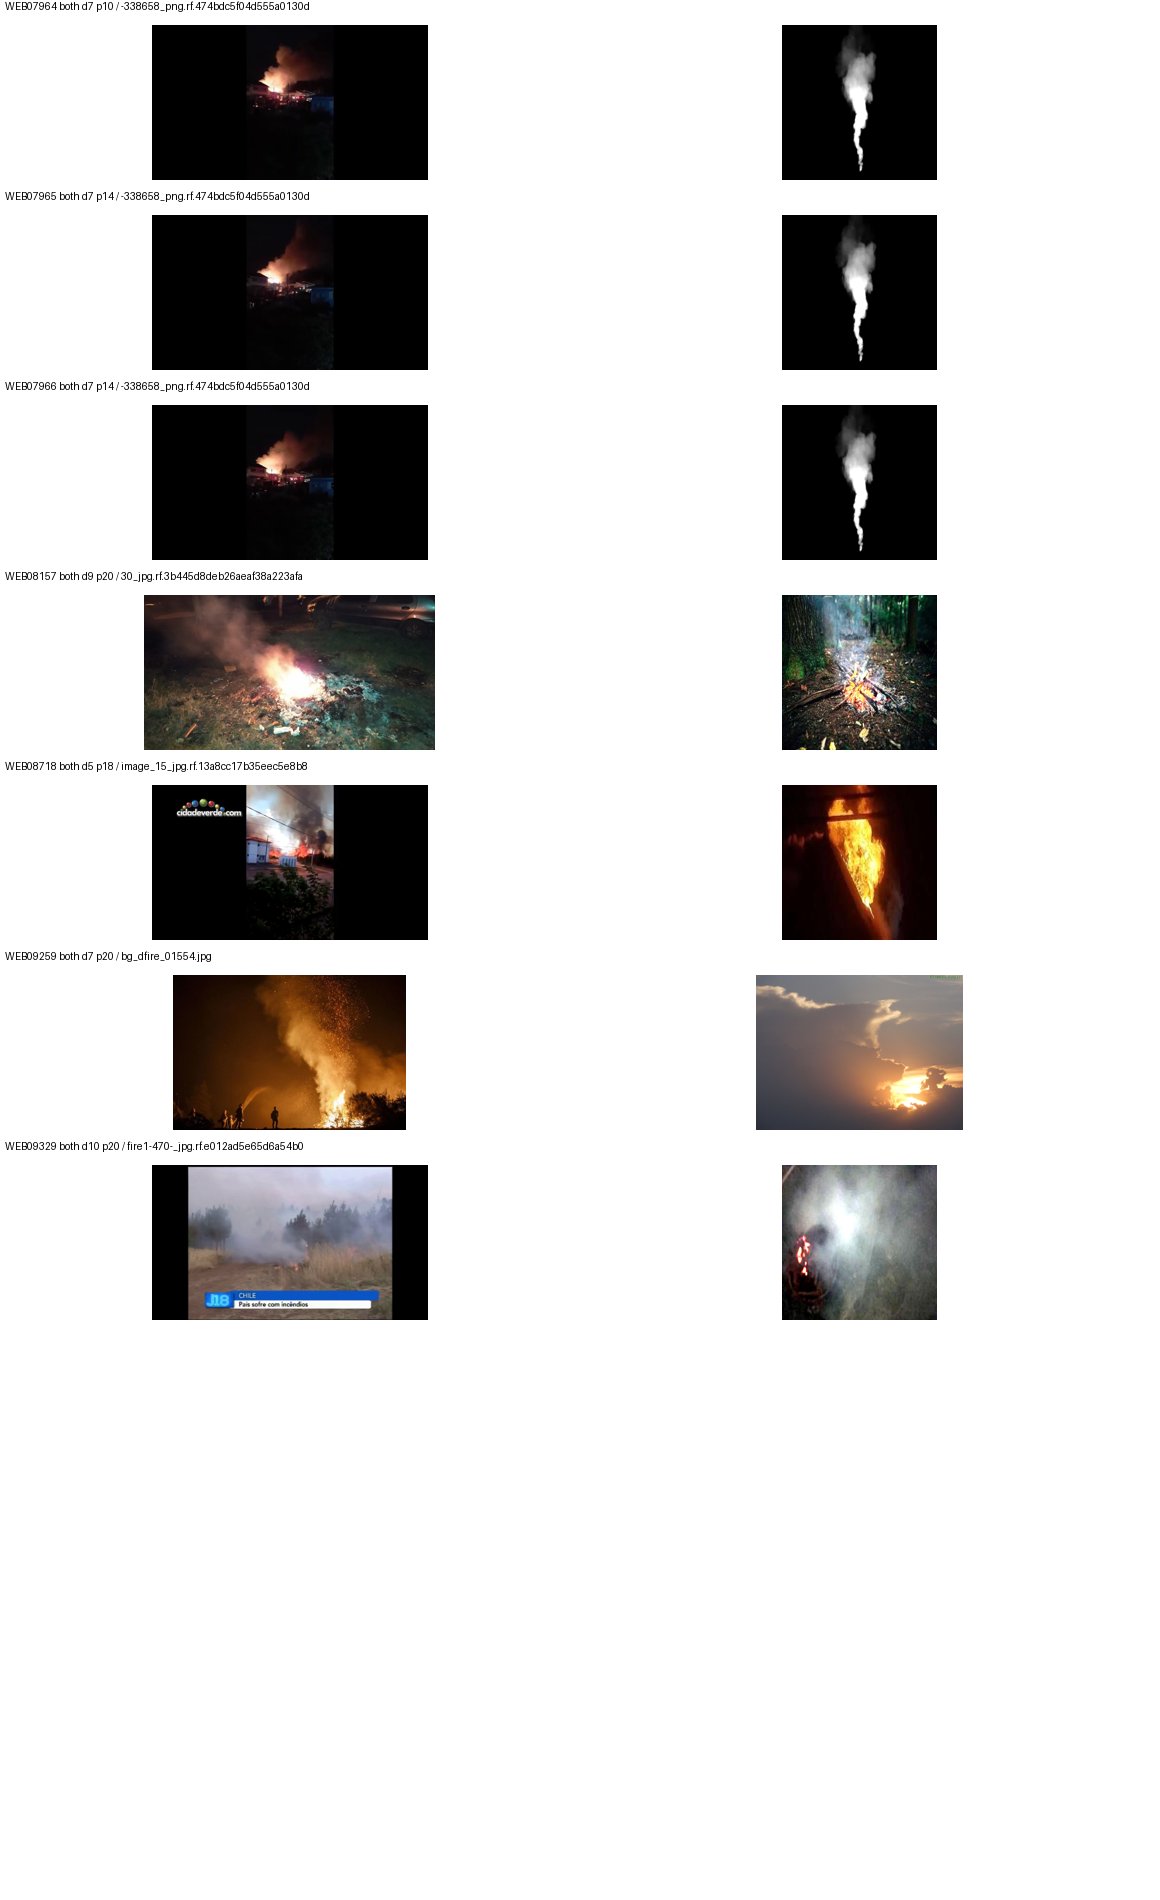 WEB07964 both d7 p10 / -338658_png.rf.474bdc5f04d555a0130d
WEB07965 both d7 p14 / -338658_png.rf.474bdc5f04d555a0130d
WEB07966 both d7 p14 / -338658_png.rf.474bdc5f04d555a0130d
WEB08157 both d9 p20 / 30_jpg.rf.3b445d8deb26aeaf38a223afa
WEB08718 both d5 p18 / image_15_jpg.rf.13a8cc17b35eec5e8b8
cidadeverde.com
WEB09259 both d7 p20 / bg_dfire_01554.jpg
WEB09329 both d10 p20 / fire1-470-_jpg.rf.e012ad5e65d6a54b0
J18
CHILE
País sofre com incêndios